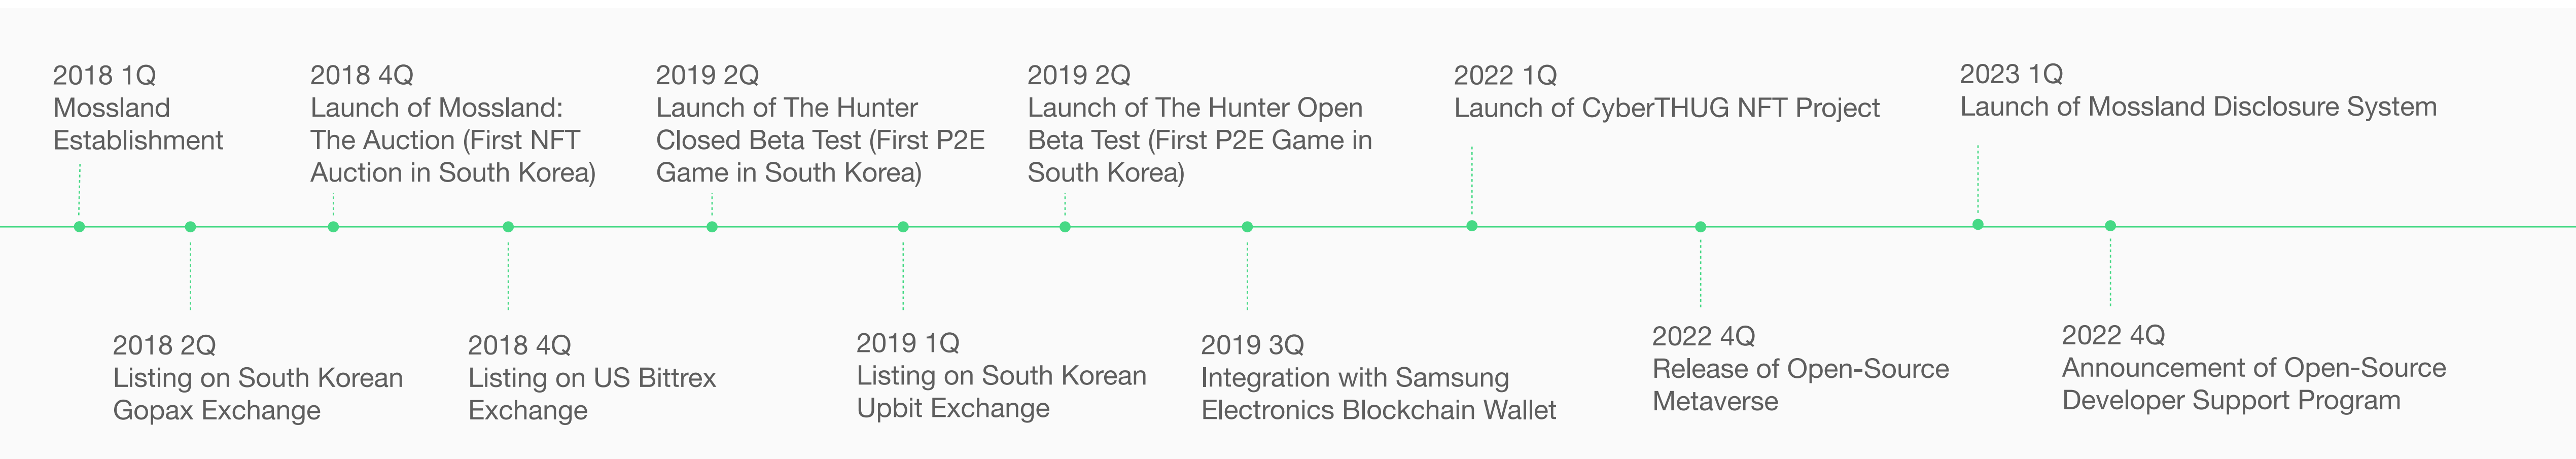 2018 1Q
Mossland
Establishment
2018 4Q
Launch of Mossland:
The Auction (First NFT
Auction in South Korea)
2019 2Q
Launch of The Hunter
Closed Beta Test (First P2E
Game in South Korea)
2019 2Q
Launch of The Hunter Open
Beta Test (First P2E Game in
South Korea)
2022 1Q
Launch of CyberTHUG NFT Project
2023 1Q
Launch of Mossland Disclosure System
2018 2Q
Listing on South Korean
Gopax Exchange
2018 4Q
Listing on US Bittrex
Exchange
2019 1Q
Listing on South Korean
Upbit Exchange
2019 3Q
Integration with Samsung
Electronics Blockchain Wallet
2022 4Q
Release of Open-Source
Metaverse
2022 4Q
Announcement of Open-Source
Developer Support Program